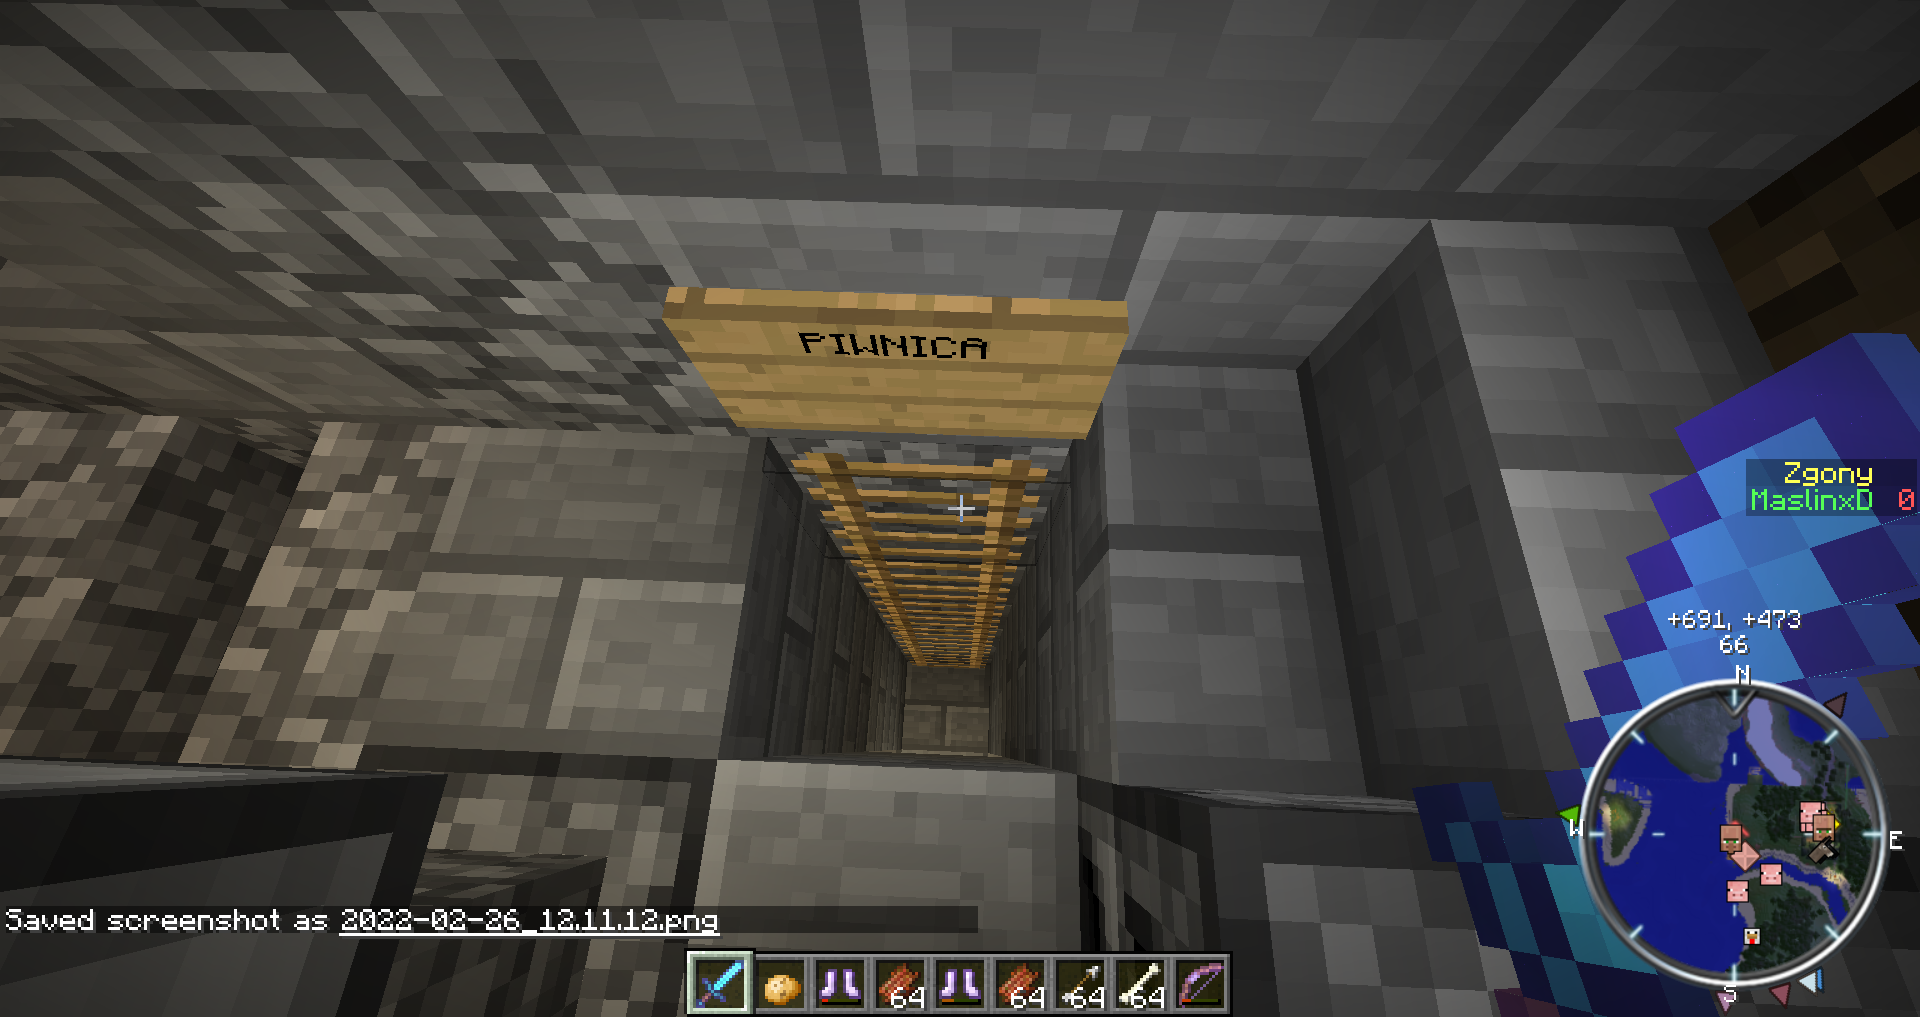 PIWNICA
Zgony
MaslinxD 0
+691, +473
66
N
W
E
S
Saved screenshot as 2022-02-26_12.11.12.png
64
64
64
64